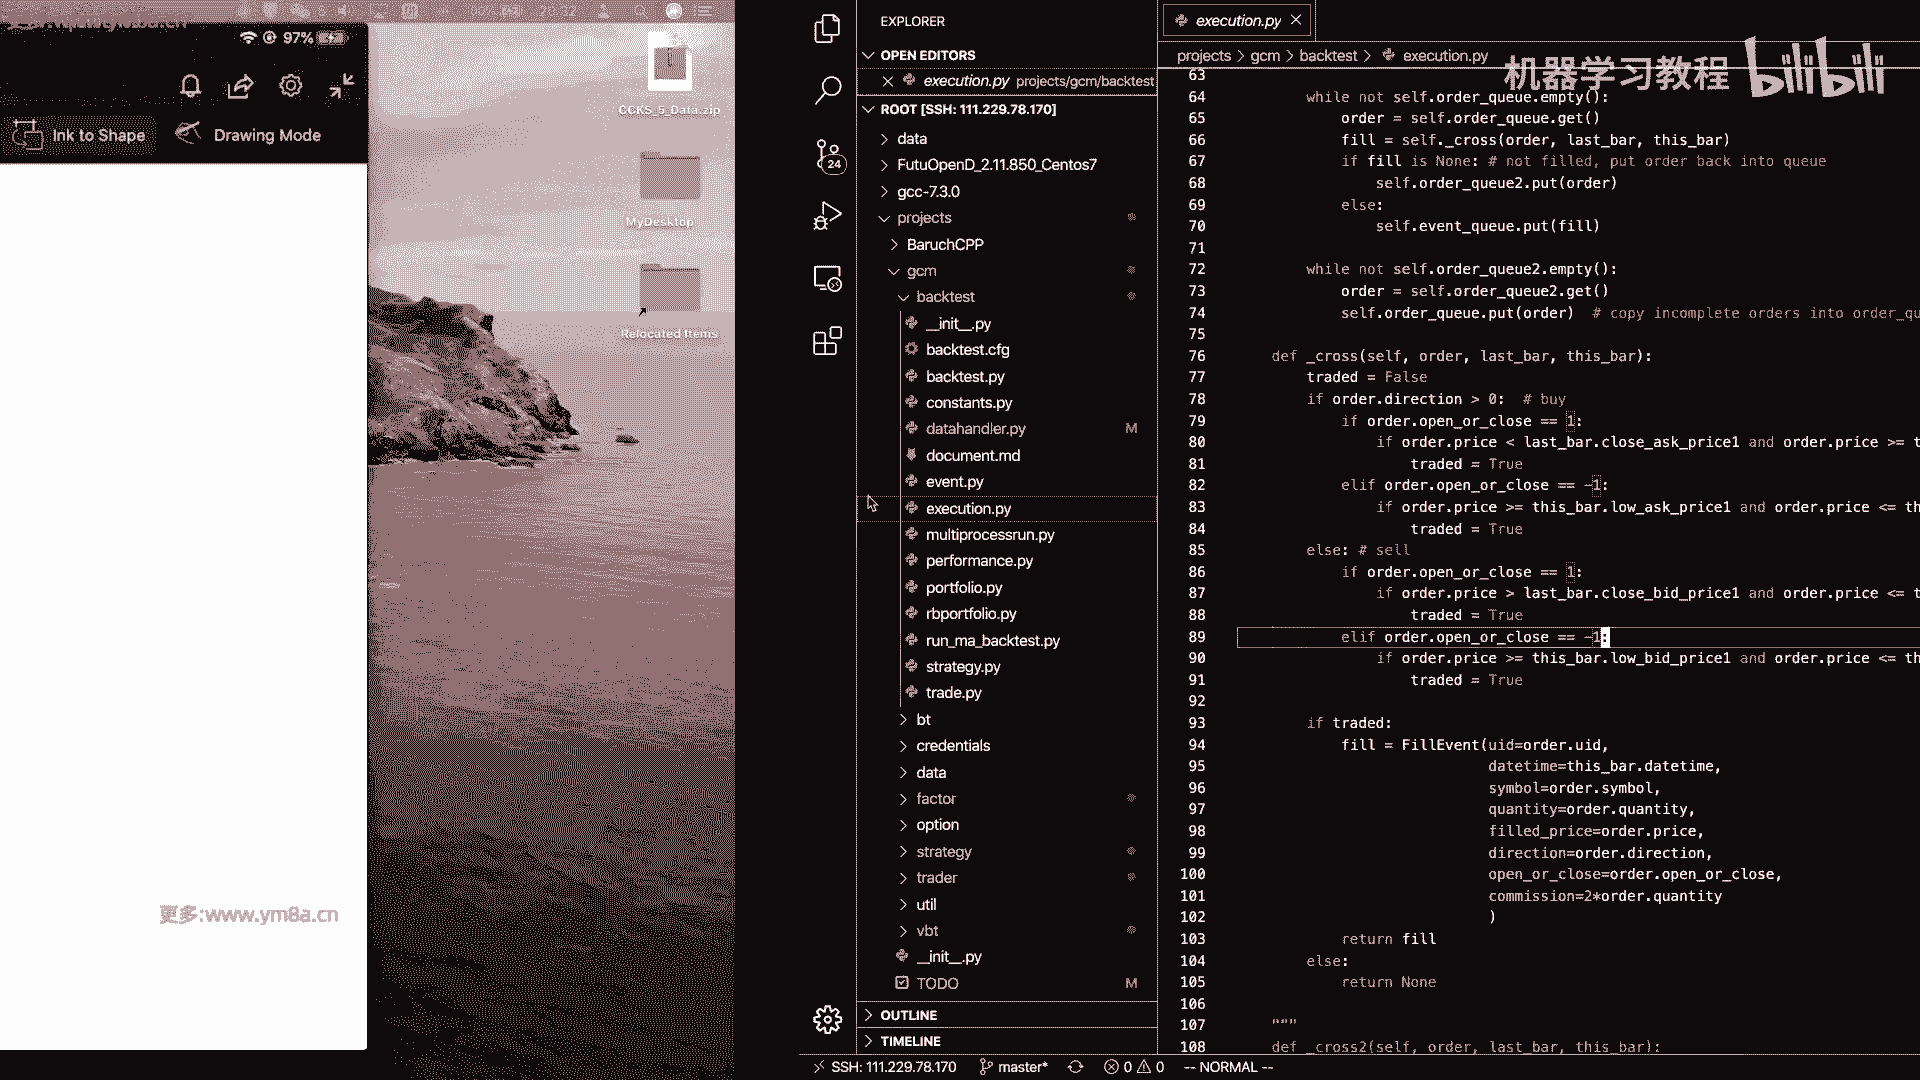 97%
Ink to Shape
Drawing Mode
CCKS_5_Data.zip
MyDesktop
Relocated Items
更多:www.ym8a.cn
EXPLORER
OPEN EDITORS
execution.py projects/gcm/backtest
ROOT [SSH: 111.229.78.170]
data
FutuOpenD_2.11.850_Centos7
gcc-7.3.0
projects
BaruchCPP
gcm
backtest
__init__.py
backtest.cfg
backtest.py
constants.py
datahandler.py M
document.md
event.py
execution.py
multiprocessrun.py
performance.py
portfolio.py
rbportfolio.py
run_ma_backtest.py
strategy.py
trade.py
bt
credentials
data
factor
option
strategy
trader
util
vbt
__init__.py
TODO M
OUTLINE
TIMELINE
24
execution.py
projects > gcm > backtest > execution.py
机器学习教程 bilibili
63
64 while not self.order_queue.empty():
65 order = self.order_queue.get()
66 fill = self._cross(order, last_bar, this_bar)
67 if fill is None: # not filled, put order back into queue
68 self.order_queue2.put(order)
69 else:
70 self.event_queue.put(fill)
71
72 while not self.order_queue2.empty():
73 order = self.order_queue2.get()
74 self.order_queue.put(order) # copy incomplete orders into order_qu
75
76 def _cross(self, order, last_bar, this_bar):
77 traded = False
78 if order.direction > 0: # buy
79 if order.open_or_close == 1:
80 if order.price < last_bar.close_ask_price1 and order.price >= t
81 traded = True
82 elif order.open_or_close == -1:
83 if order.price >= this_bar.low_ask_price1 and order.price <= th
84 traded = True
85 else: # sell
86 if order.open_or_close == 1:
87 if order.price > last_bar.close_bid_price1 and order.price <= t
88 traded = True
89 elif order.open_or_close == -1:
90 if order.price >= this_bar.low_bid_price1 and order.price <= th
91 traded = True
92
93 if traded:
94 fill = FillEvent(uid=order.uid,
95 datetime=this_bar.datetime,
96 symbol=order.symbol,
97 quantity=order.quantity,
98 filled_price=order.price,
99 direction=order.direction,
100 open_or_close=order.open_or_close,
101 commission=2*order.quantity
102 )
103 return fill
104 else:
105 return None
106
107 """
108 def _cross2(self, order, last_bar, this_bar):
SSH: 111.229.78.170 master* 0 0 -- NORMAL --